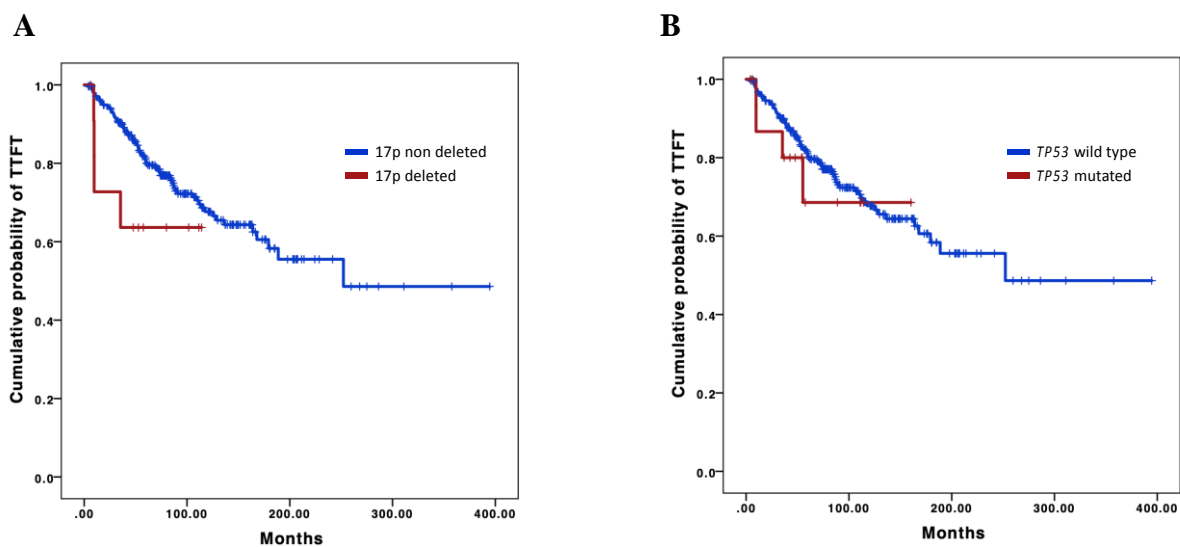 A
Cumulative probability of TTFT
1.0
0.8
0.6
0.4
0.2
0.0
17p non deleted
17p deleted
.00 100.00 200.00 300.00 400.00
Months
B
Cumulative probability of TTFT
1.0
0.8
0.6
0.4
0.2
0.0
TP53 wild type
TP53 mutated
.00 100.00 200.00 300.00 400.00
Months